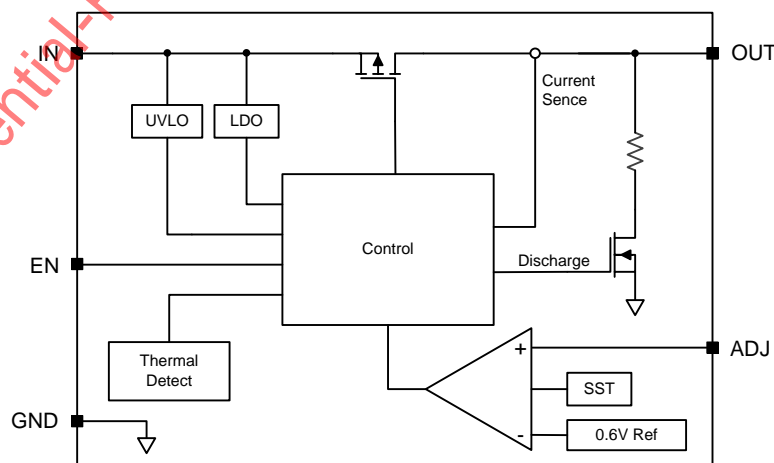 IN
OUT
Current
Sence
UVLO
LDO
Control
EN
Discharge
Thermal
Detect
+
ADJ
SST
GND
-
0.6V Ref